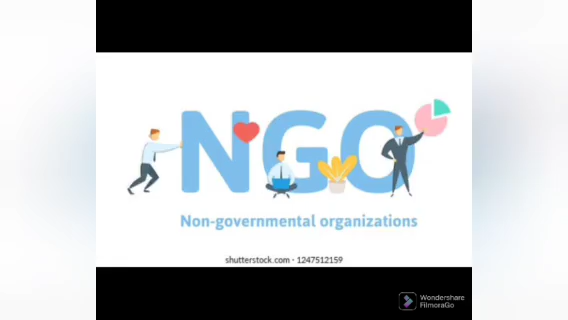 NGO
Non-governmental organizations
shutterstock.com · 1247512159
Wondershare
FilmoraGo